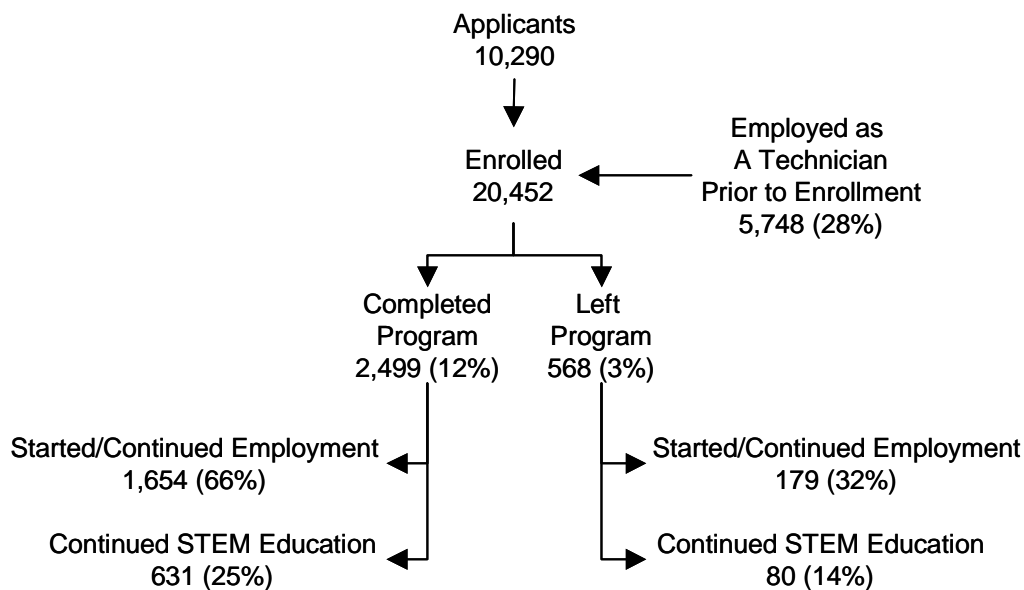 Applicants
10,290
Enrolled
20,452
Employed as
A Technician
Prior to Enrollment
5,748 (28%)
Completed
Program
2,499 (12%)
Left
Program
568 (3%)
Started/Continued Employment
1,654 (66%)
Continued STEM Education
631 (25%)
Started/Continued Employment
179 (32%)
Continued STEM Education
80 (14%)